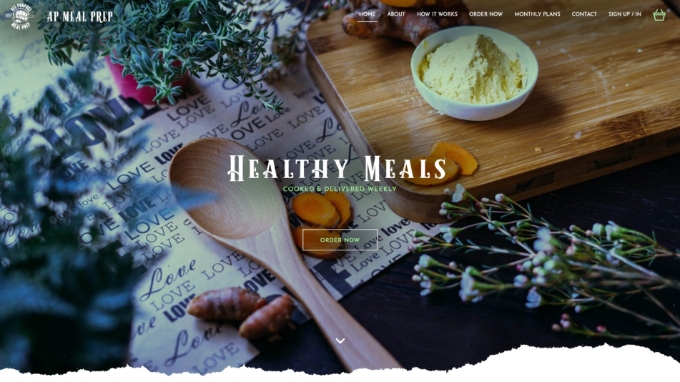 AP MEAL PREP
HOME
ABOUT
HOW IT WORKS
ORDER NOW
MONTHLY PLANS
CONTACT
SIGN UP / IN
HEALTHY MEALS
COOKED & DELIVERED WEEKLY
ORDER NOW
LOVE
LOVE
LOVE
LOVE
Love
LOVE
LOVE
Love
LOVE
LOVE